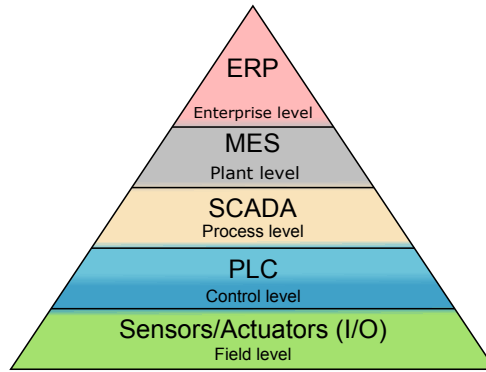 ERP
Enterprise level
MES
Plant level
SCADA
Process level
PLC
Control level
Sensors/Actuators (I/O)
Field level